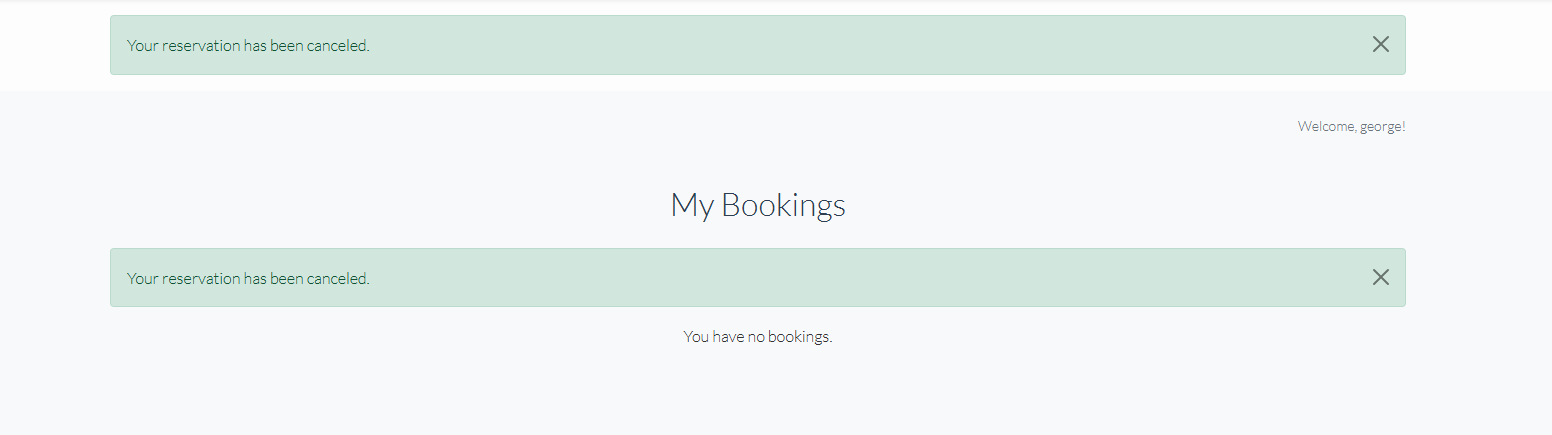 Your reservation has been canceled.
Welcome, george!
My Bookings
Your reservation has been canceled.
You have no bookings.